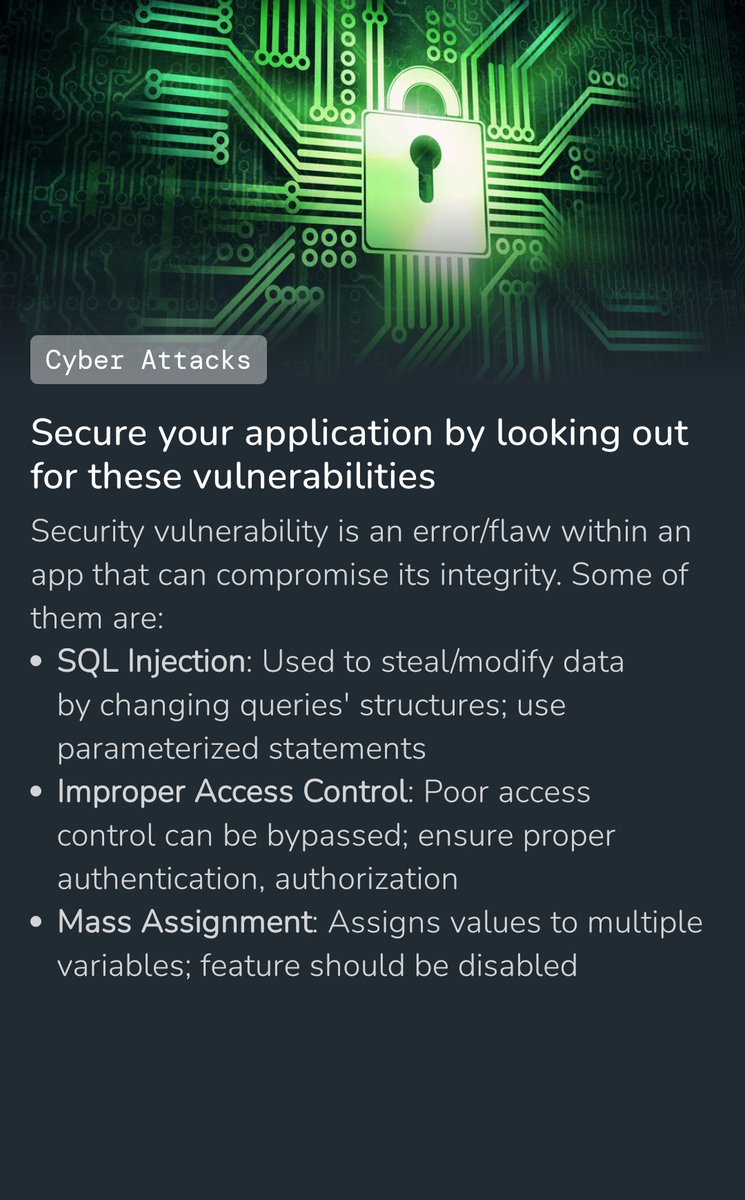 Cyber Attacks
Secure your application by looking out
for these vulnerabilities
Security vulnerability is an error/flaw within an
app that can compromise its integrity. Some of
them are:
• SQL Injection: Used to steal/modify data
by changing queries' structures; use
parameterized statements
• Improper Access Control: Poor access
control can be bypassed; ensure proper
authentication, authorization
• Mass Assignment: Assigns values to multiple
variables; feature should be disabled